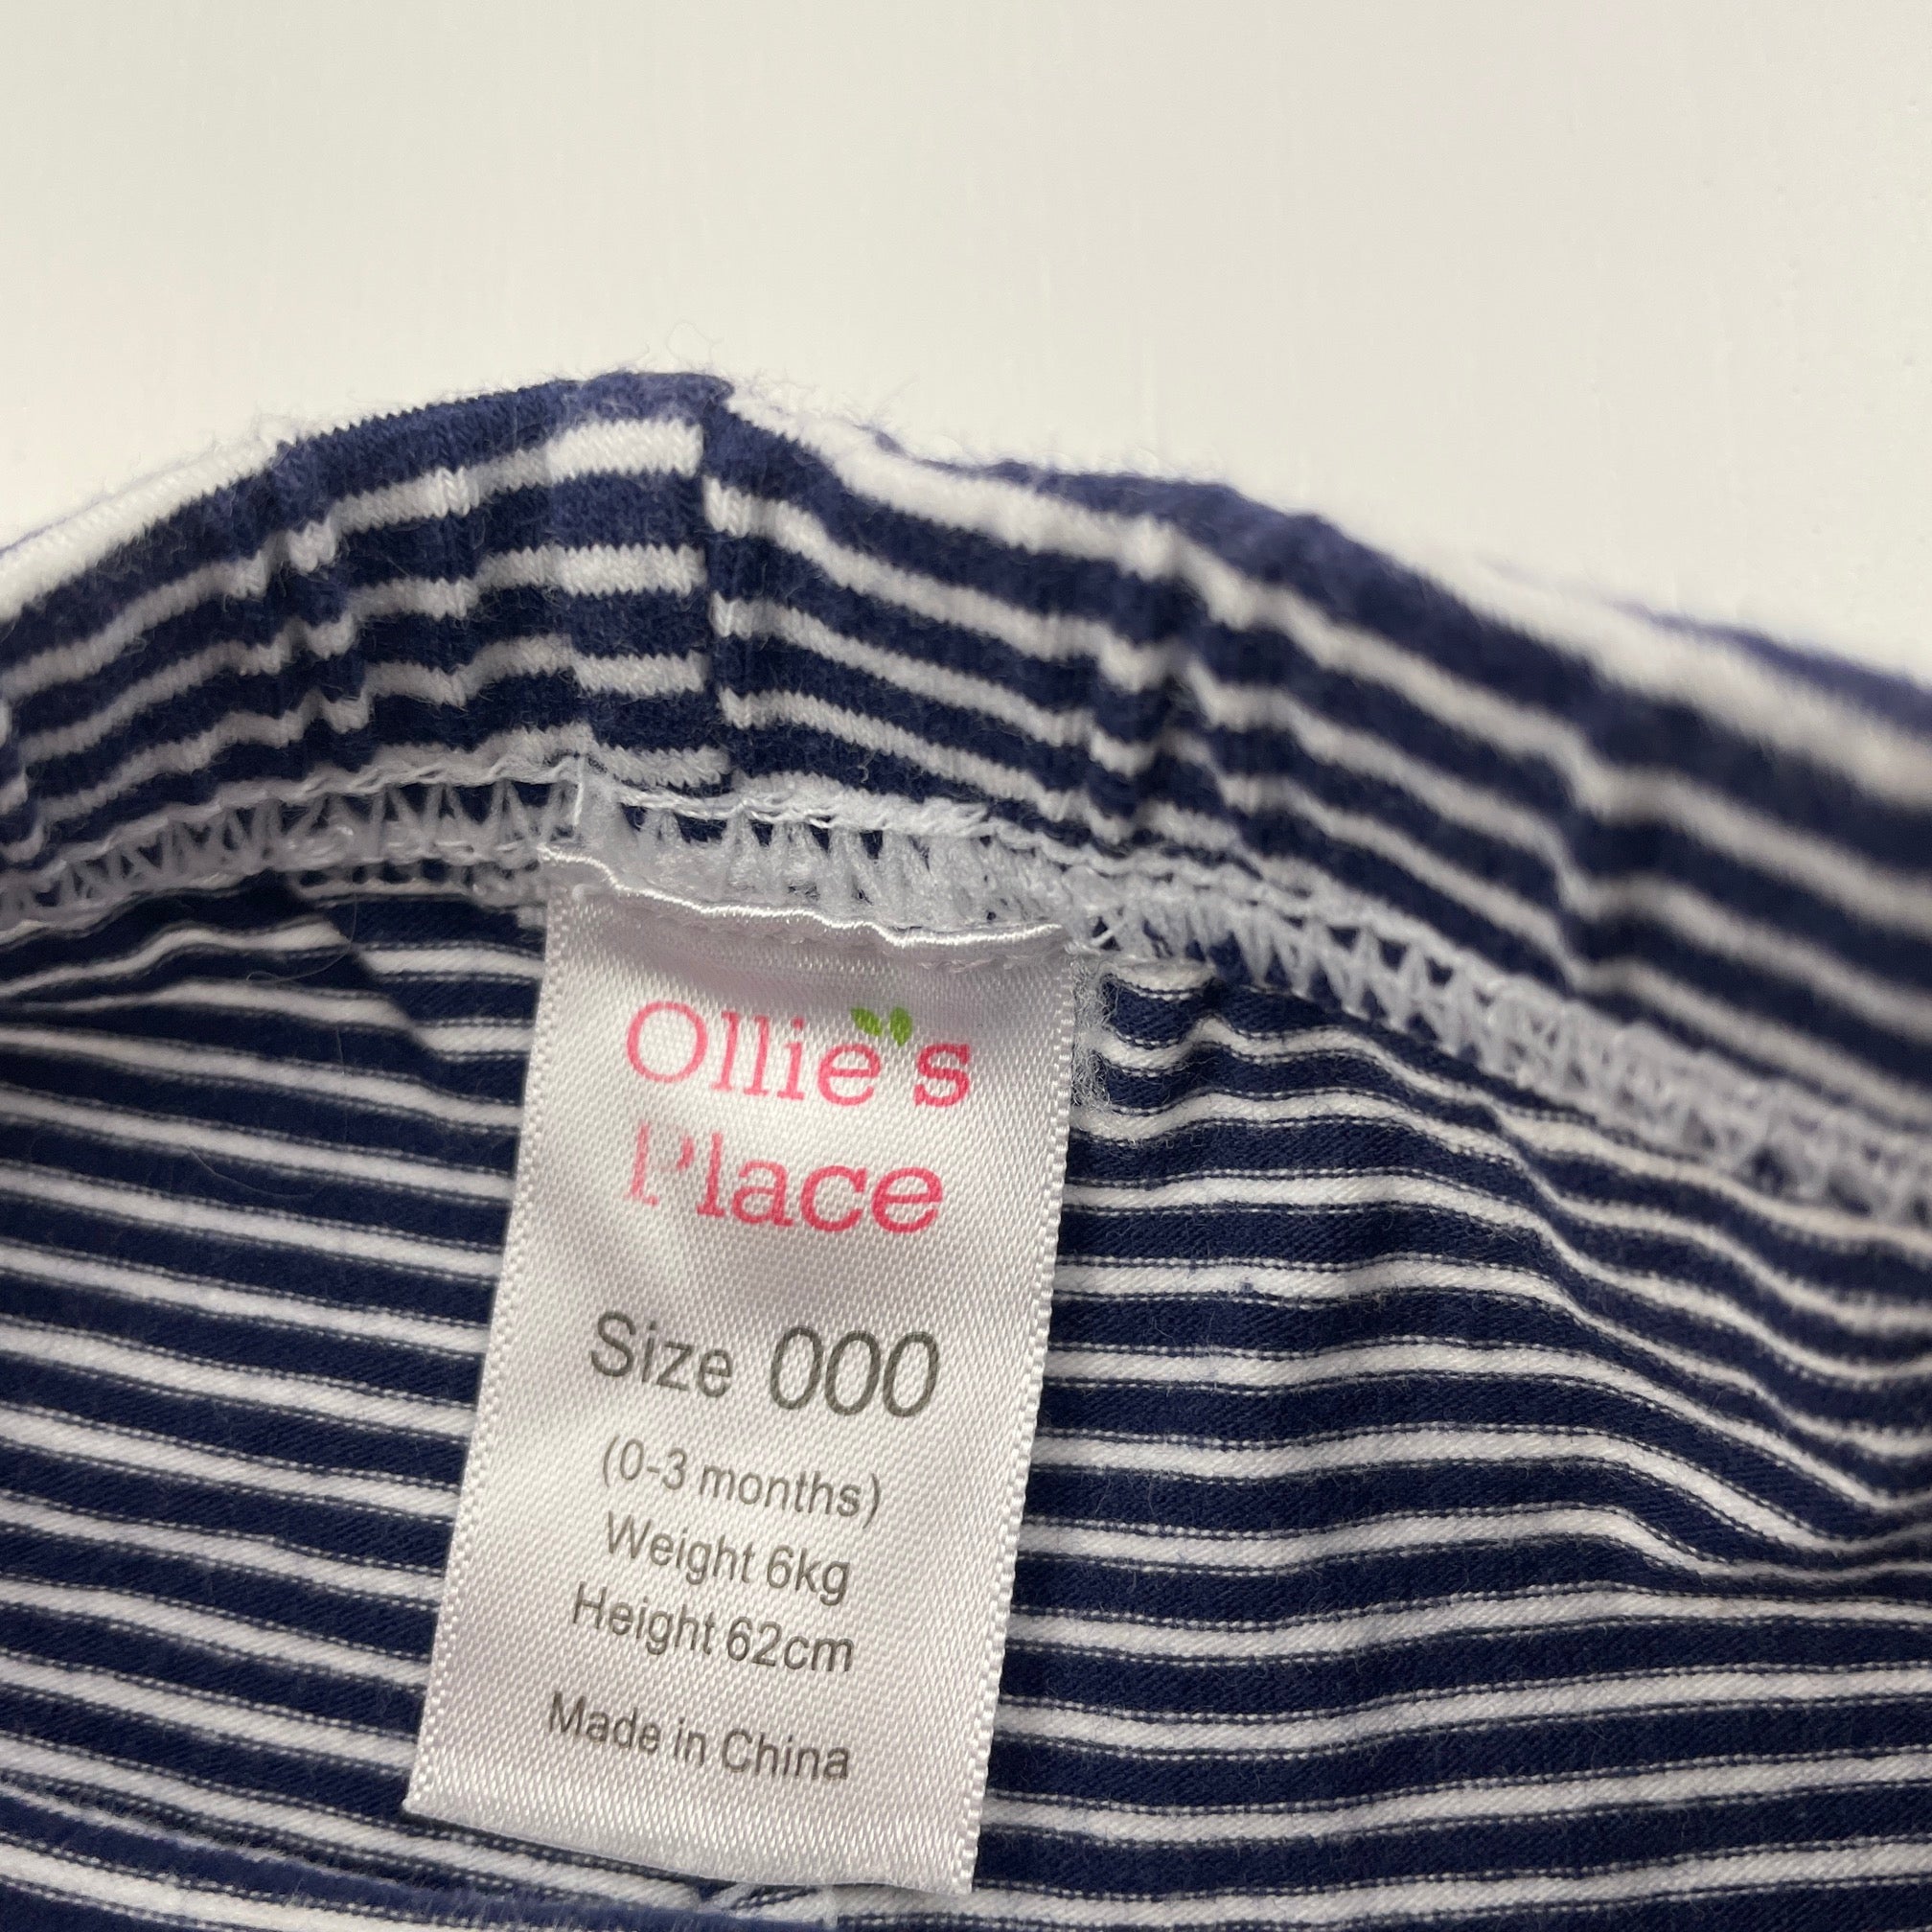 Ollie's
Place
Size 000
(0-3 months)
Weight 6kg
Height 62cm
Made in China